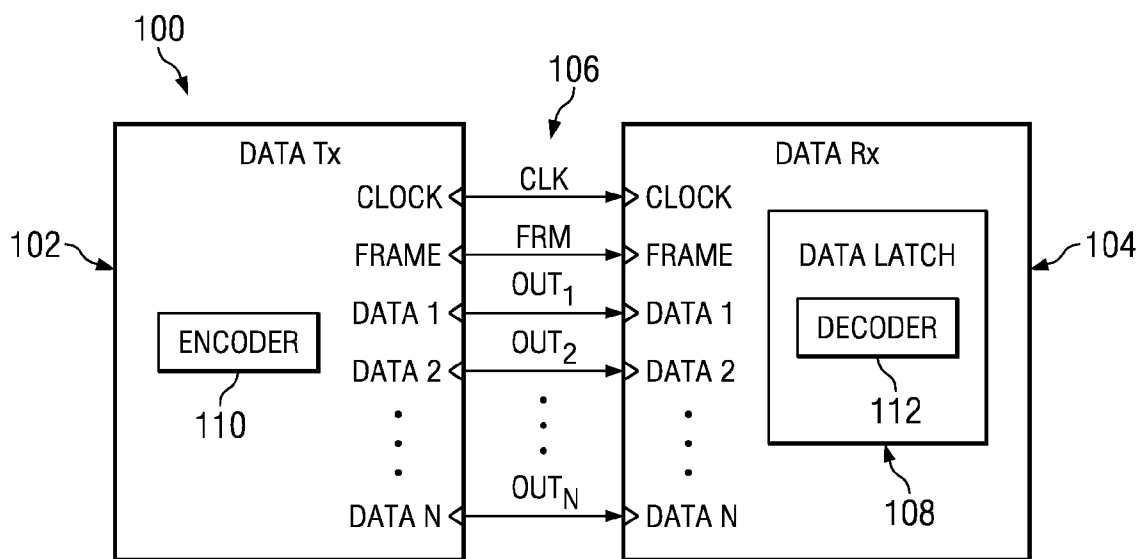 100
106
DATA Tx
DATA Rx
CLOCK CLK CLOCK
102
FRAME FRM FRAME
DATA LATCH
104
DATA 1 OUT1 DATA 1
ENCODER
DECODER
DATA 2 OUT2 DATA 2
110
112
108
DATA N OUTN DATA N